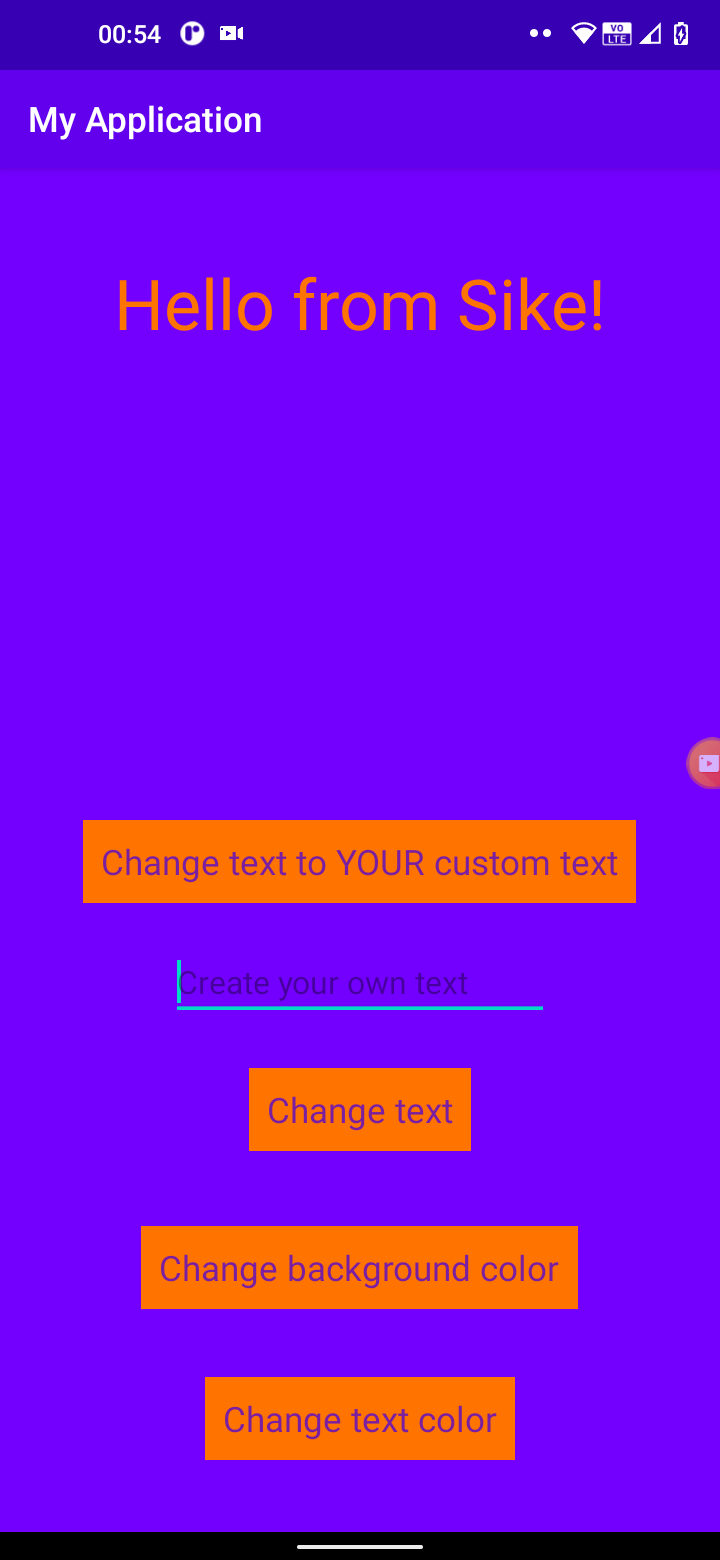 00:54
VO LTE
My Application
Hello from Sike!
Change text to YOUR custom text
Create your own text
Change text
Change background color
Change text color